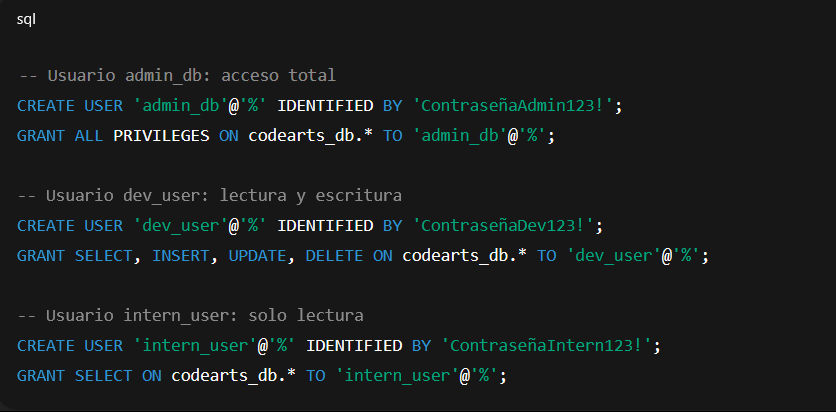 sql
-- Usuario admin_db: acceso total
CREATE USER 'admin_db'@'%' IDENTIFIED BY 'ContraseñaAdmin123!';
GRANT ALL PRIVILEGES ON codearts_db.* TO 'admin_db'@'%';
-- Usuario dev_user: lectura y escritura
CREATE USER 'dev_user'@'%' IDENTIFIED BY 'ContraseñaDev123!';
GRANT SELECT, INSERT, UPDATE, DELETE ON codearts_db.* TO 'dev_user'@'%';
-- Usuario intern_user: solo lectura
CREATE USER 'intern_user'@'%' IDENTIFIED BY 'ContraseñaIntern123!';
GRANT SELECT ON codearts_db.* TO 'intern_user'@'%';